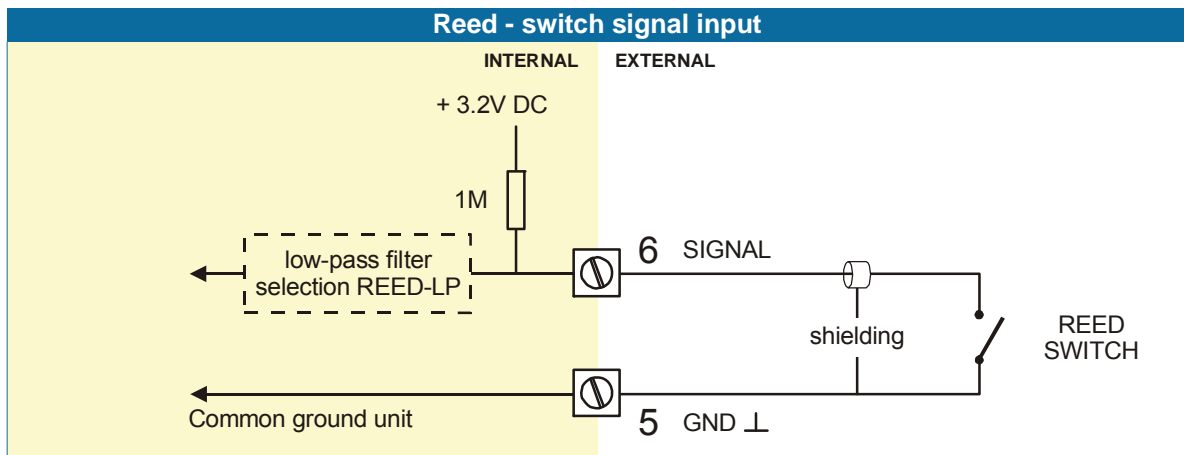 Reed - switch signal input
INTERNAL
EXTERNAL
+ 3.2V DC
1M
low-pass filter
selection REED-LP
6 SIGNAL
shielding
REED
SWITCH
Common ground unit
5 GND ⊥